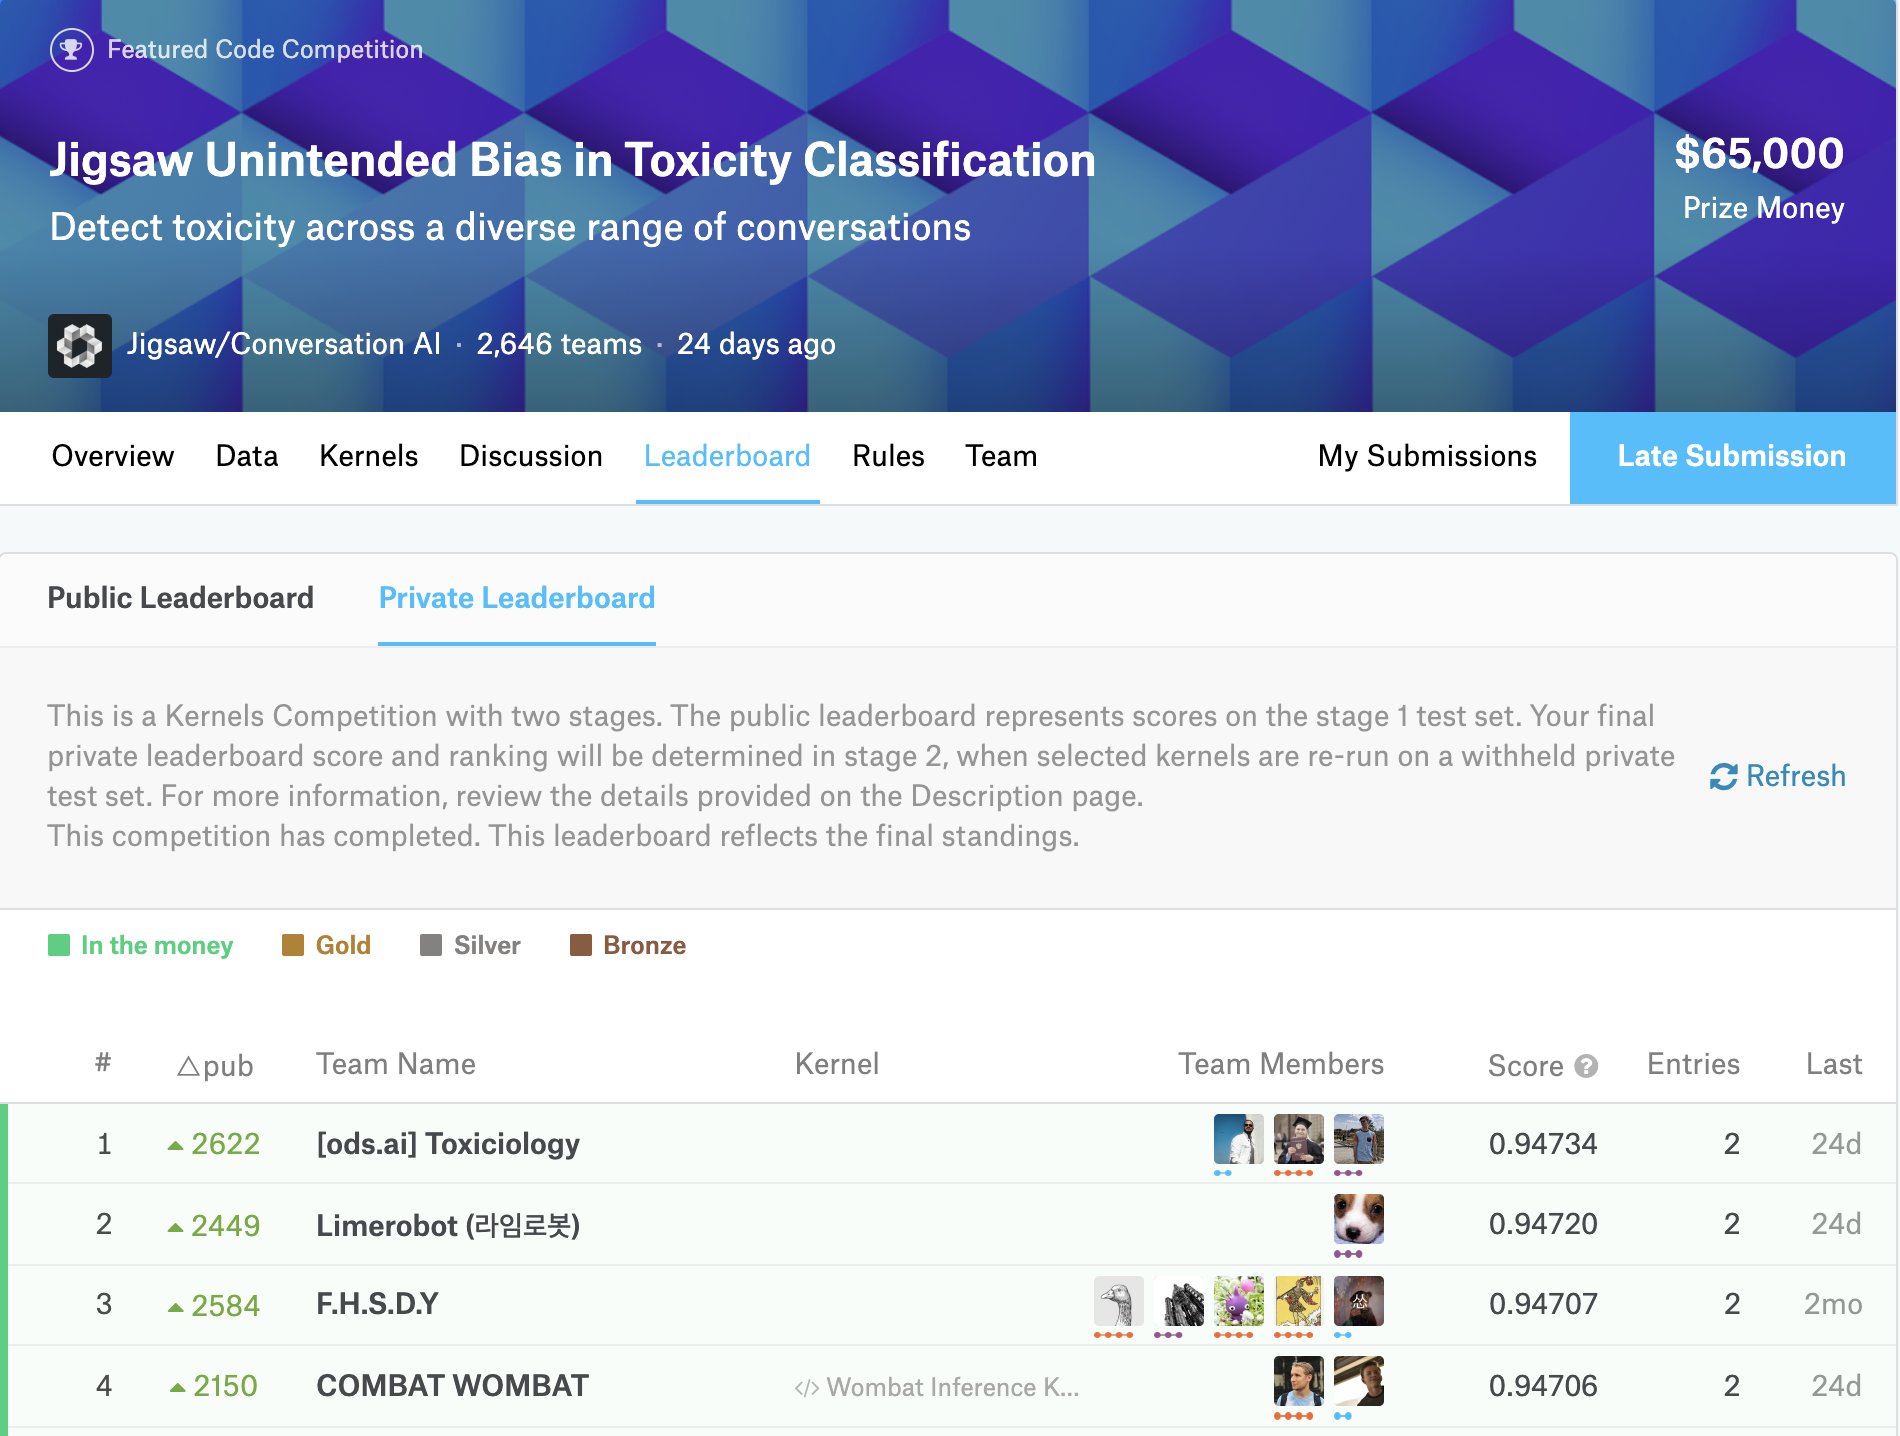 Featured Code Competition
Jigsaw Unintended Bias in Toxicity Classification
Detect toxicity across a diverse range of conversations
$65,000
Prize Money
Jigsaw/Conversation AI · 2,646 teams · 24 days ago
Overview Data Kernels Discussion Leaderboard Rules Team My Submissions Late Submission
Public Leaderboard Private Leaderboard
This is a Kernels Competition with two stages. The public leaderboard represents scores on the stage 1 test set. Your final
private leaderboard score and ranking will be determined in stage 2, when selected kernels are re-run on a withheld private
test set. For more information, review the details provided on the Description page.
This competition has completed. This leaderboard reflects the final standings.
Refresh
In the money Gold Silver Bronze
# △pub Team Name Kernel Team Members Score ? Entries Last
1 ▲ 2622 [ods.ai] Toxiciology 0.94734 2 24d
2 ▲ 2449 Limerobot (라임로봇) 0.94720 2 24d
3 ▲ 2584 F.H.S.D.Y 0.94707 2 2mo
4 ▲ 2150 COMBAT WOMBAT </> Wombat Inference K... 0.94706 2 24d